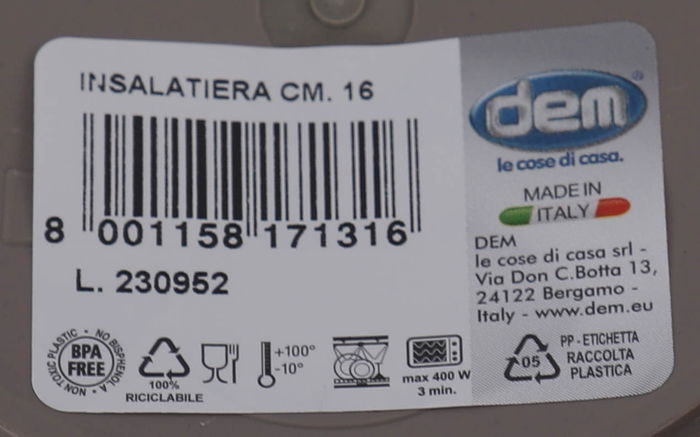 INSALATIERA CM. 16
8 001158 171316
L. 230952
NON TOXIC PLASTIC • NO BISPHENOL A •
BPA
FREE
100%
RICICLABILE
+100°
-10°
max 400 W
3 min.
dem®
le cose di casa.
MADE IN
ITALY
DEM
le cose di casa srl -
Via Don C.Botta 13,
24122 Bergamo -
Italy - www.dem.eu
05
PP - ETICHETTA
RACCOLTA
PLASTICA